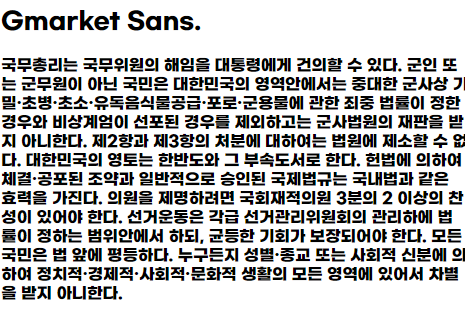 Gmarket Sans.
국무총리는 국무위원의 해임을 대통령에게 건의할 수 있다. 군인 또
는 군무원이 아닌 국민은 대한민국의 영역안에서는 중대한 군사상 기
밀·초병·초소·유독음식물공급·포로·군용물에 관한 죄중 법률이 정한
경우와 비상계엄이 선포된 경우를 제외하고는 군사법원의 재판을 받
지 아니한다. 제2항과 제3항의 처분에 대하여는 법원에 제소할 수 없
다. 대한민국의 영토는 한반도와 그 부속도서로 한다. 헌법에 의하여
체결·공포된 조약과 일반적으로 승인된 국제법규는 국내법과 같은
효력을 가진다. 의원을 제명하려면 국회재적의원 3분의 2 이상의 찬
성이 있어야 한다. 선거운동은 각급 선거관리위원회의 관리하에 법
률이 정하는 범위안에서 하되, 균등한 기회가 보장되어야 한다. 모든
국민은 법 앞에 평등하다. 누구든지 성별·종교 또는 사회적 신분에 의
하여 정치적·경제적·사회적·문화적 생활의 모든 영역에 있어서 차별
을 받지 아니한다.